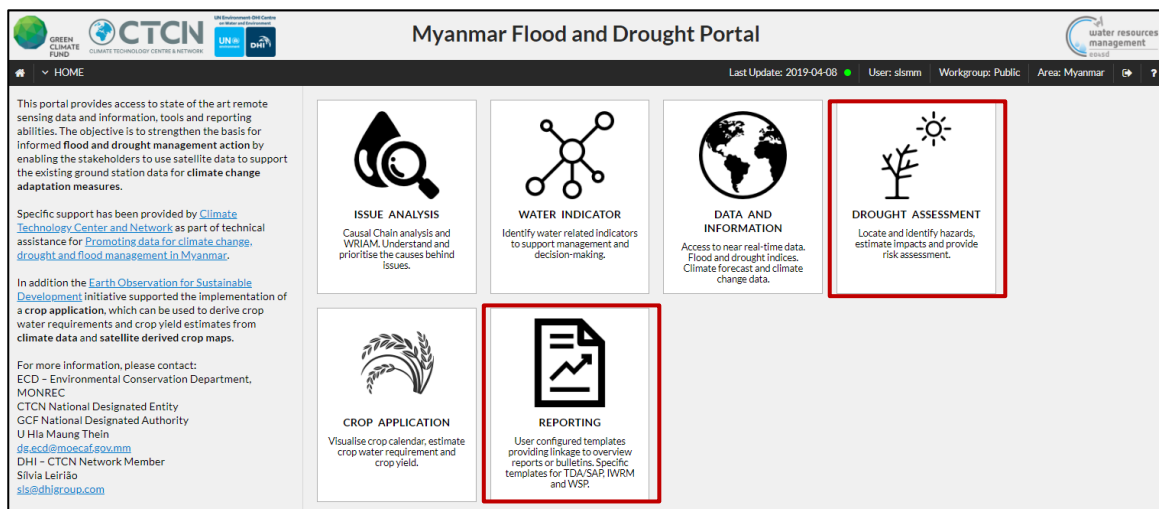 GREEN
CLIMATE
FUND
CTCN
CLIMATE TECHNOLOGY CENTRE & NETWORK
UN Environment-DHI Centre
on Water and Environment
UN
DHI
Myanmar Flood and Drought Portal
water resources
management
eo4sd
HOME
Last Update: 2019-04-08
User: slsmm
Workgroup: Public
Area: Myanmar
?
This portal provides access to state of the art remote
sensing data and information, tools and reporting
abilities. The objective is to strengthen the basis for
informed flood and drought management action by
enabling the stakeholders to use satellite data to support
the existing ground station data for climate change
adaptation measures.
Specific support has been provided by Climate
Technology Center and Network as part of technical
assistance for Promoting data for climate change,
drought and flood management in Myanmar.
In addition the Earth Observation for Sustainable
Development initiative supported the implementation of
a crop application, which can be used to derive crop
water requirements and crop yield estimates from
climate data and satellite derived crop maps.
For more information, please contact:
ECD – Environmental Conservation Department,
MONREC
CTCN National Designated Entity
GCF National Designated Authority
U Hla Maung Thein
dg.ecd@moecaf.gov.mm
DHI – CTCN Network Member
Sílvia Leirião
sls@dhigroup.com
ISSUE ANALYSIS
Causal Chain analysis and
WRIAM. Understand and
prioritise the causes behind
issues.
WATER INDICATOR
Identify water related indicators
to support management and
decision-making.
DATA AND
INFORMATION
Access to near real-time data.
Flood and drought indices.
Climate forecast and climate
change data.
DROUGHT ASSESSMENT
Locate and identify hazards,
estimate impacts and provide
risk assessment.
CROP APPLICATION
Visualise crop calendar, estimate
crop water requirement and
crop yield.
REPORTING
User configured templates
providing linkage to overview
reports or bulletins. Specific
templates for TDA/SAP, IWRM
and WSP.